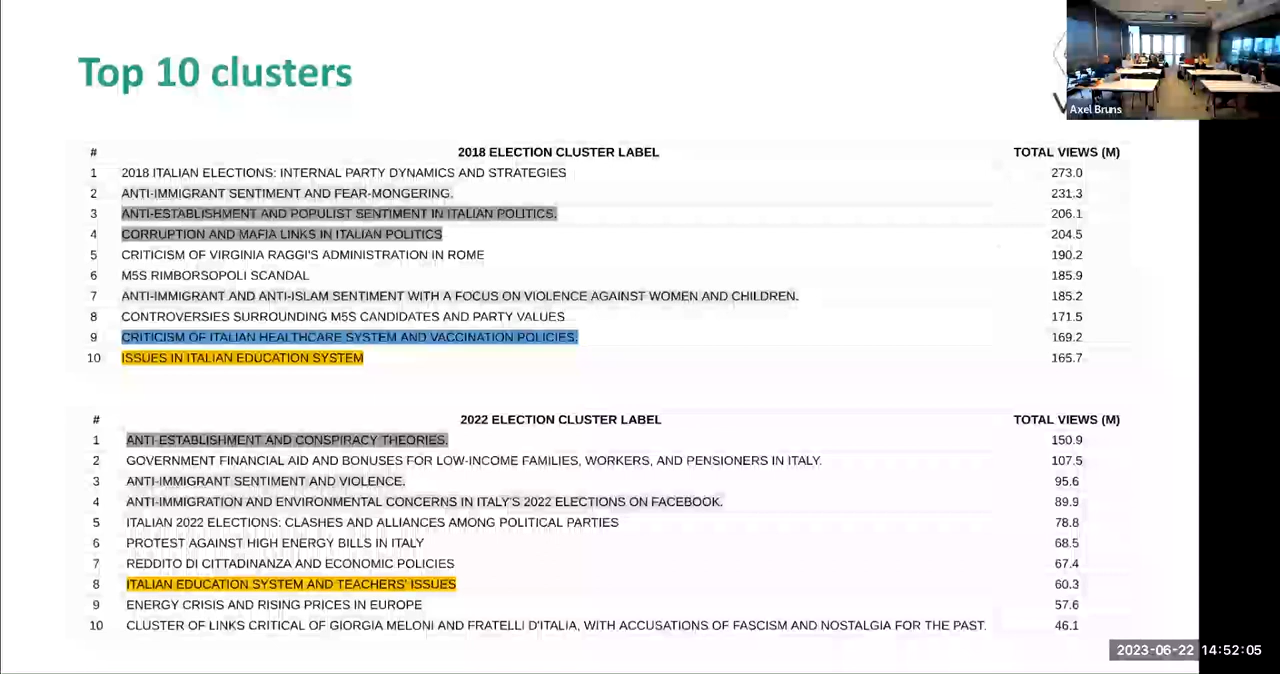 Top 10 clusters
Axel Bruns
# 2018 ELECTION CLUSTER LABEL TOTAL VIEWS (M)
1 2018 ITALIAN ELECTIONS: INTERNAL PARTY DYNAMICS AND STRATEGIES 273.0
2 ANTI-IMMIGRANT SENTIMENT AND FEAR-MONGERING. 231.3
3 ANTI-ESTABLISHMENT AND POPULIST SENTIMENT IN ITALIAN POLITICS. 206.1
4 CORRUPTION AND MAFIA LINKS IN ITALIAN POLITICS 204.5
5 CRITICISM OF VIRGINIA RAGGI'S ADMINISTRATION IN ROME 190.2
6 M5S RIMBORSOPOLI SCANDAL 185.9
7 ANTI-IMMIGRANT AND ANTI-ISLAM SENTIMENT WITH A FOCUS ON VIOLENCE AGAINST WOMEN AND CHILDREN. 185.2
8 CONTROVERSIES SURROUNDING M5S CANDIDATES AND PARTY VALUES 171.5
9 CRITICISM OF ITALIAN HEALTHCARE SYSTEM AND VACCINATION POLICIES. 169.2
10 ISSUES IN ITALIAN EDUCATION SYSTEM 165.7
# 2022 ELECTION CLUSTER LABEL TOTAL VIEWS (M)
1 ANTI-ESTABLISHMENT AND CONSPIRACY THEORIES. 150.9
2 GOVERNMENT FINANCIAL AID AND BONUSES FOR LOW-INCOME FAMILIES, WORKERS, AND PENSIONERS IN ITALY. 107.5
3 ANTI-IMMIGRANT SENTIMENT AND VIOLENCE. 95.6
4 ANTI-IMMIGRATION AND ENVIRONMENTAL CONCERNS IN ITALY'S 2022 ELECTIONS ON FACEBOOK. 89.9
5 ITALIAN 2022 ELECTIONS: CLASHES AND ALLIANCES AMONG POLITICAL PARTIES 78.8
6 PROTEST AGAINST HIGH ENERGY BILLS IN ITALY 68.5
7 REDDITO DI CITTADINANZA AND ECONOMIC POLICIES 67.4
8 ITALIAN EDUCATION SYSTEM AND TEACHERS' ISSUES 60.3
9 ENERGY CRISIS AND RISING PRICES IN EUROPE 57.6
10 CLUSTER OF LINKS CRITICAL OF GIORGIA MELONI AND FRATELLI D'ITALIA, WITH ACCUSATIONS OF FASCISM AND NOSTALGIA FOR THE PAST. 46.1
2023-06-22 14:52:05